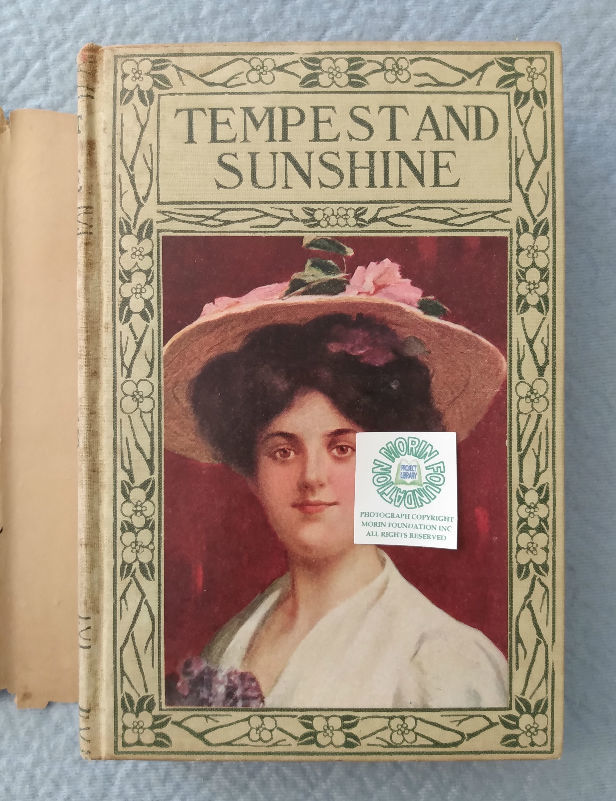 TEMPEST AND
SUNSHINE
MORIN FOUNDATION
PROJECT
LIBRARY
PHOTOGRAPH COPYRIGHT
MORIN FOUNDATION INC
ALL RIGHTS RESERVED